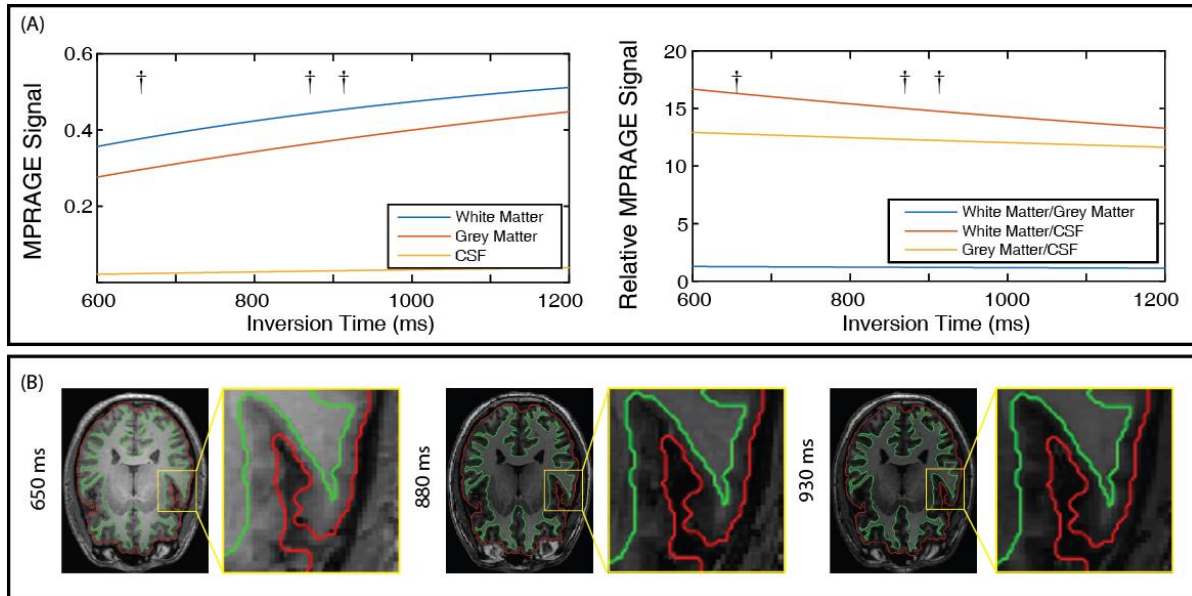 (A)
MPRAGE Signal
0.6
0.4
0.2
† † †
White Matter
Grey Matter
CSF
600 800 1000 1200
Inversion Time (ms)
Relative MPRAGE Signal
20
15
10
5
0
† † †
White Matter/Grey Matter
White Matter/CSF
Grey Matter/CSF
600 800 1000 1200
Inversion Time (ms)
(B)
650 ms
880 ms
930 ms